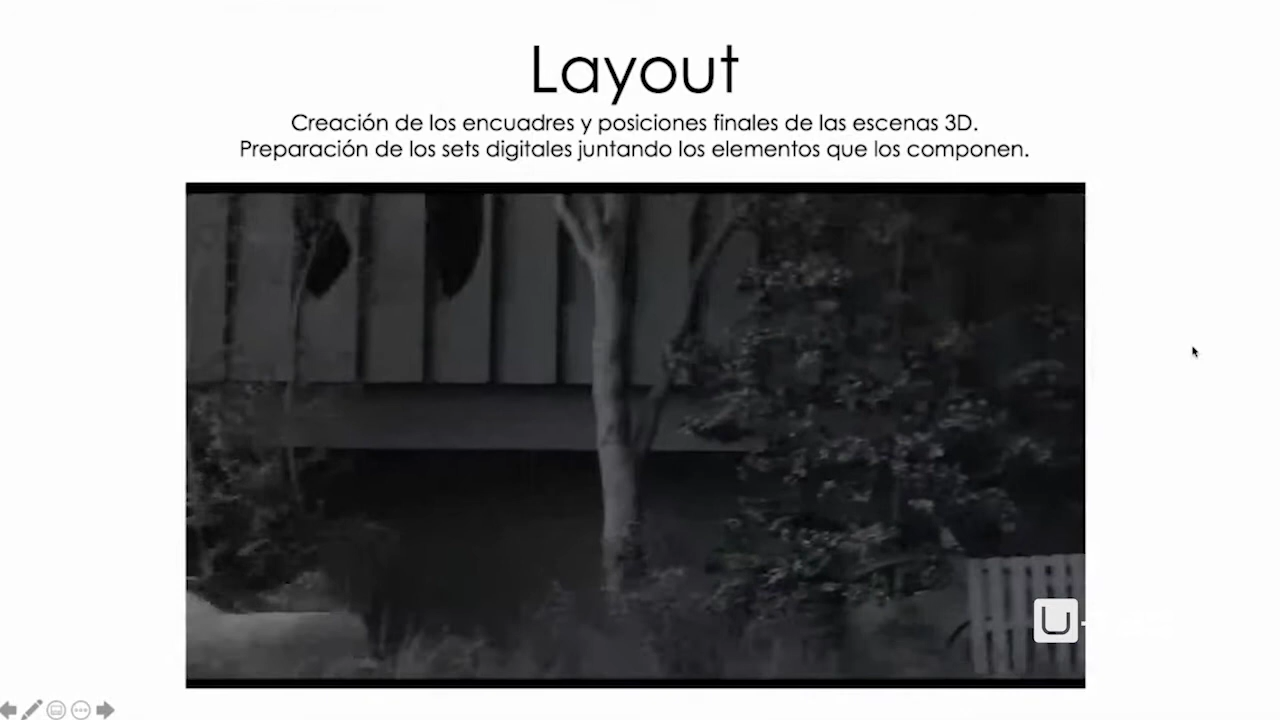 Layout
Creación de los encuadres y posiciones finales de las escenas 3D.
Preparación de los sets digitales juntando los elementos que los componen.
U